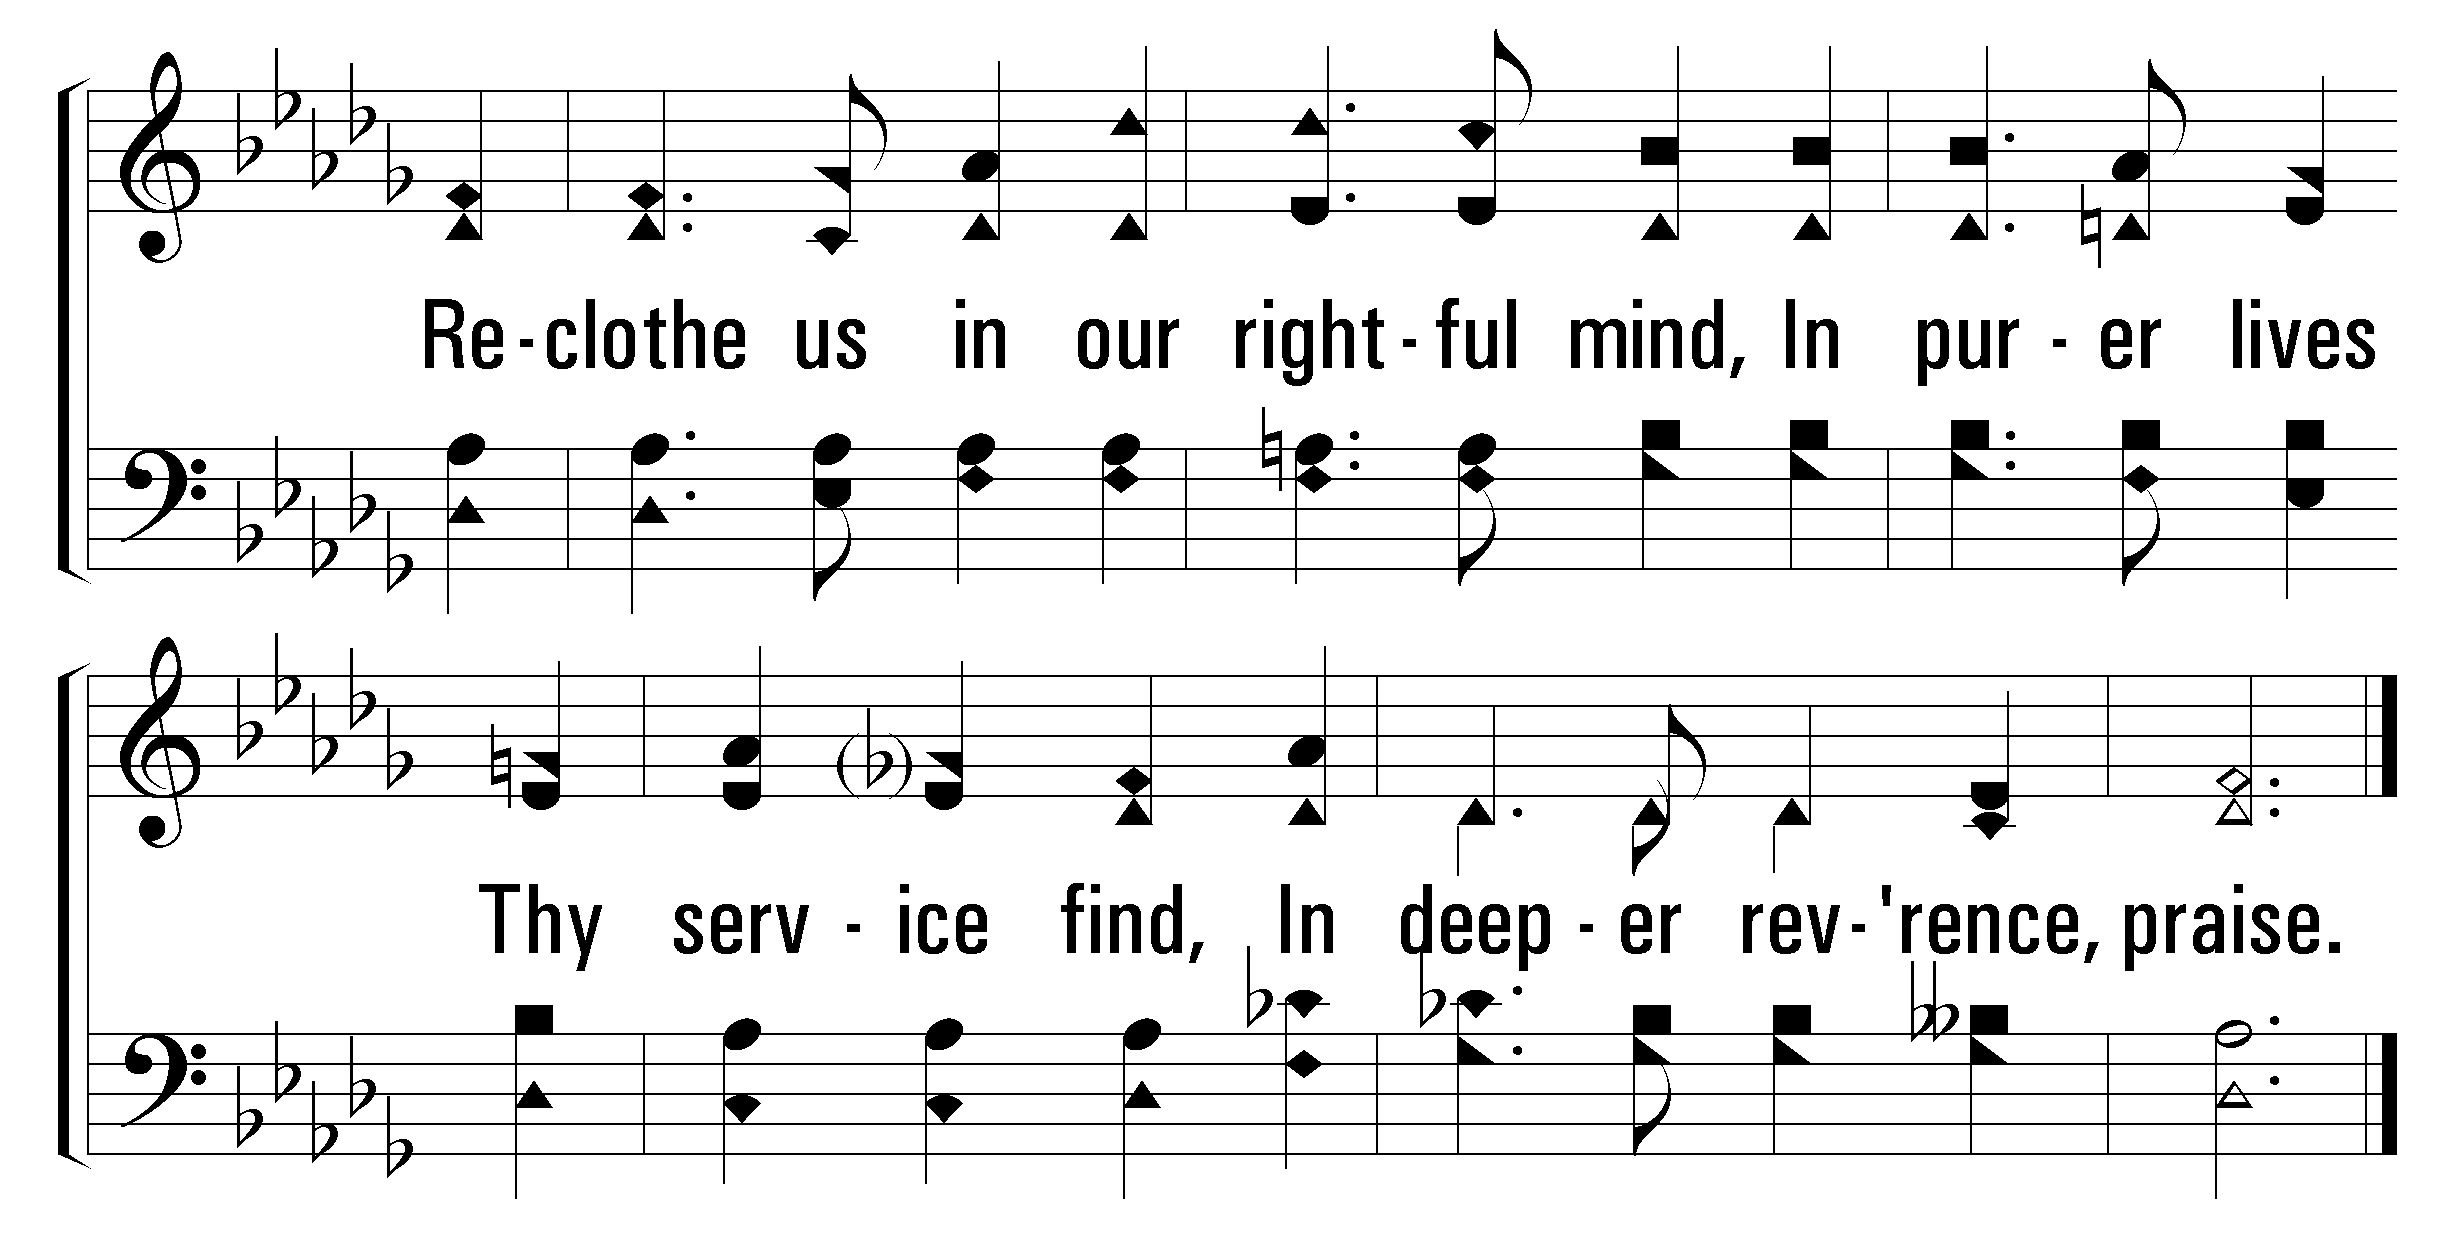 Re-clothe us in our right-ful mind, In pur - er lives
Thy serv - ice find, In deep - er rev-'rence, praise.